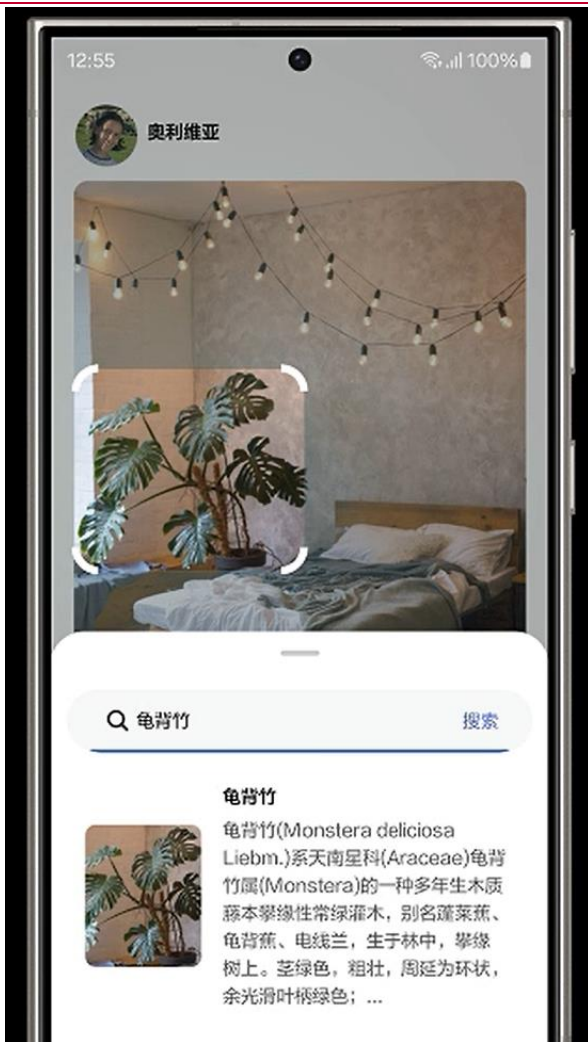 12:55
100%
奥利维亚
龟背竹
搜索
龟背竹
龟背竹(Monstera deliciosa
Liebm.)系天南星科(Araceae)龟背
竹属(Monstera)的一种多年生木质
藤本攀缘性常绿灌木，别名蓬莱蕉、
龟背蕉、电线兰，生于林中，攀缘
树上。茎绿色，粗壮，周延为环状，
余光滑叶柄绿色；...